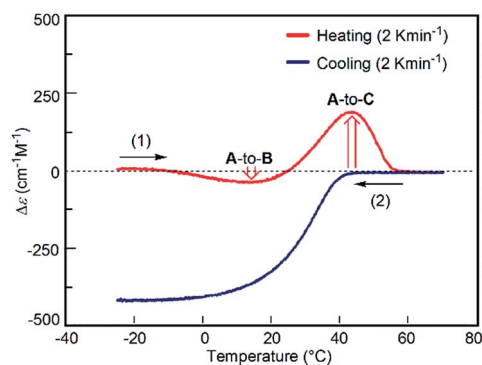 500
Heating (2 Kmin⁻¹)
Cooling (2 Kmin⁻¹)
250
A-to-C
(1)
A-to-B
0
(2)
-250
-500
Δε (cm⁻¹M⁻¹)
-40 -20 0 20 40 60 80
Temperature (°C)